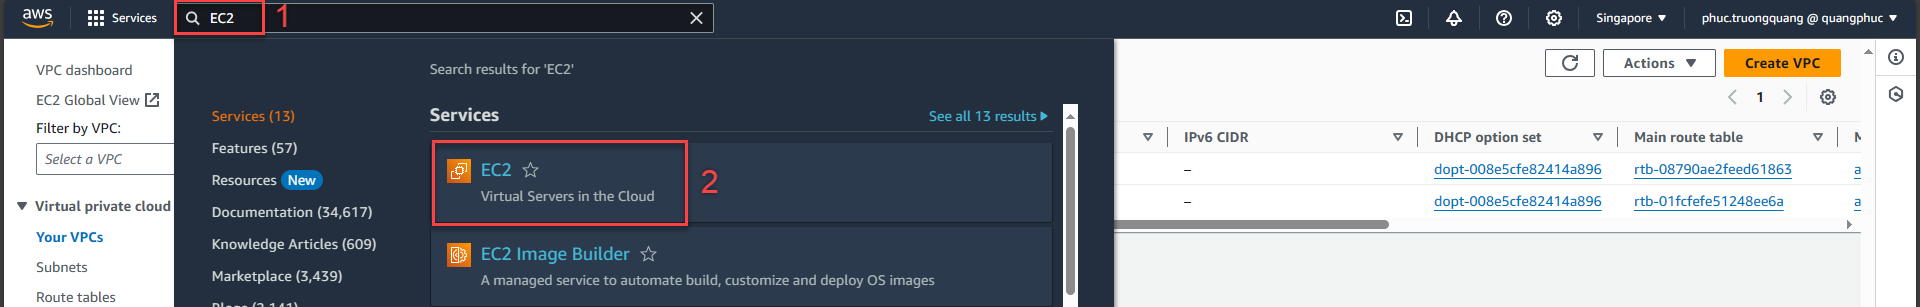 aws
Services
EC2
1
Singapore
phuc.truongquang @ quangphuc
VPC dashboard
EC2 Global View
Filter by VPC:
Select a VPC
Virtual private cloud
Your VPCs
Subnets
Route tables
Search results for 'EC2'
Services (13)
Features (57)
Resources New
Documentation (34,617)
Knowledge Articles (609)
Marketplace (3,439)
Services
See all 13 results
EC2
Virtual Servers in the Cloud
2
EC2 Image Builder
A managed service to automate build, customize and deploy OS images
Actions
Create VPC
1
IPv6 CIDR
DHCP option set
Main route table
–
dopt-008e5cfe82414a896
rtb-08790ae2feed61863
–
dopt-008e5cfe82414a896
rtb-01fcfefe51248ee6a